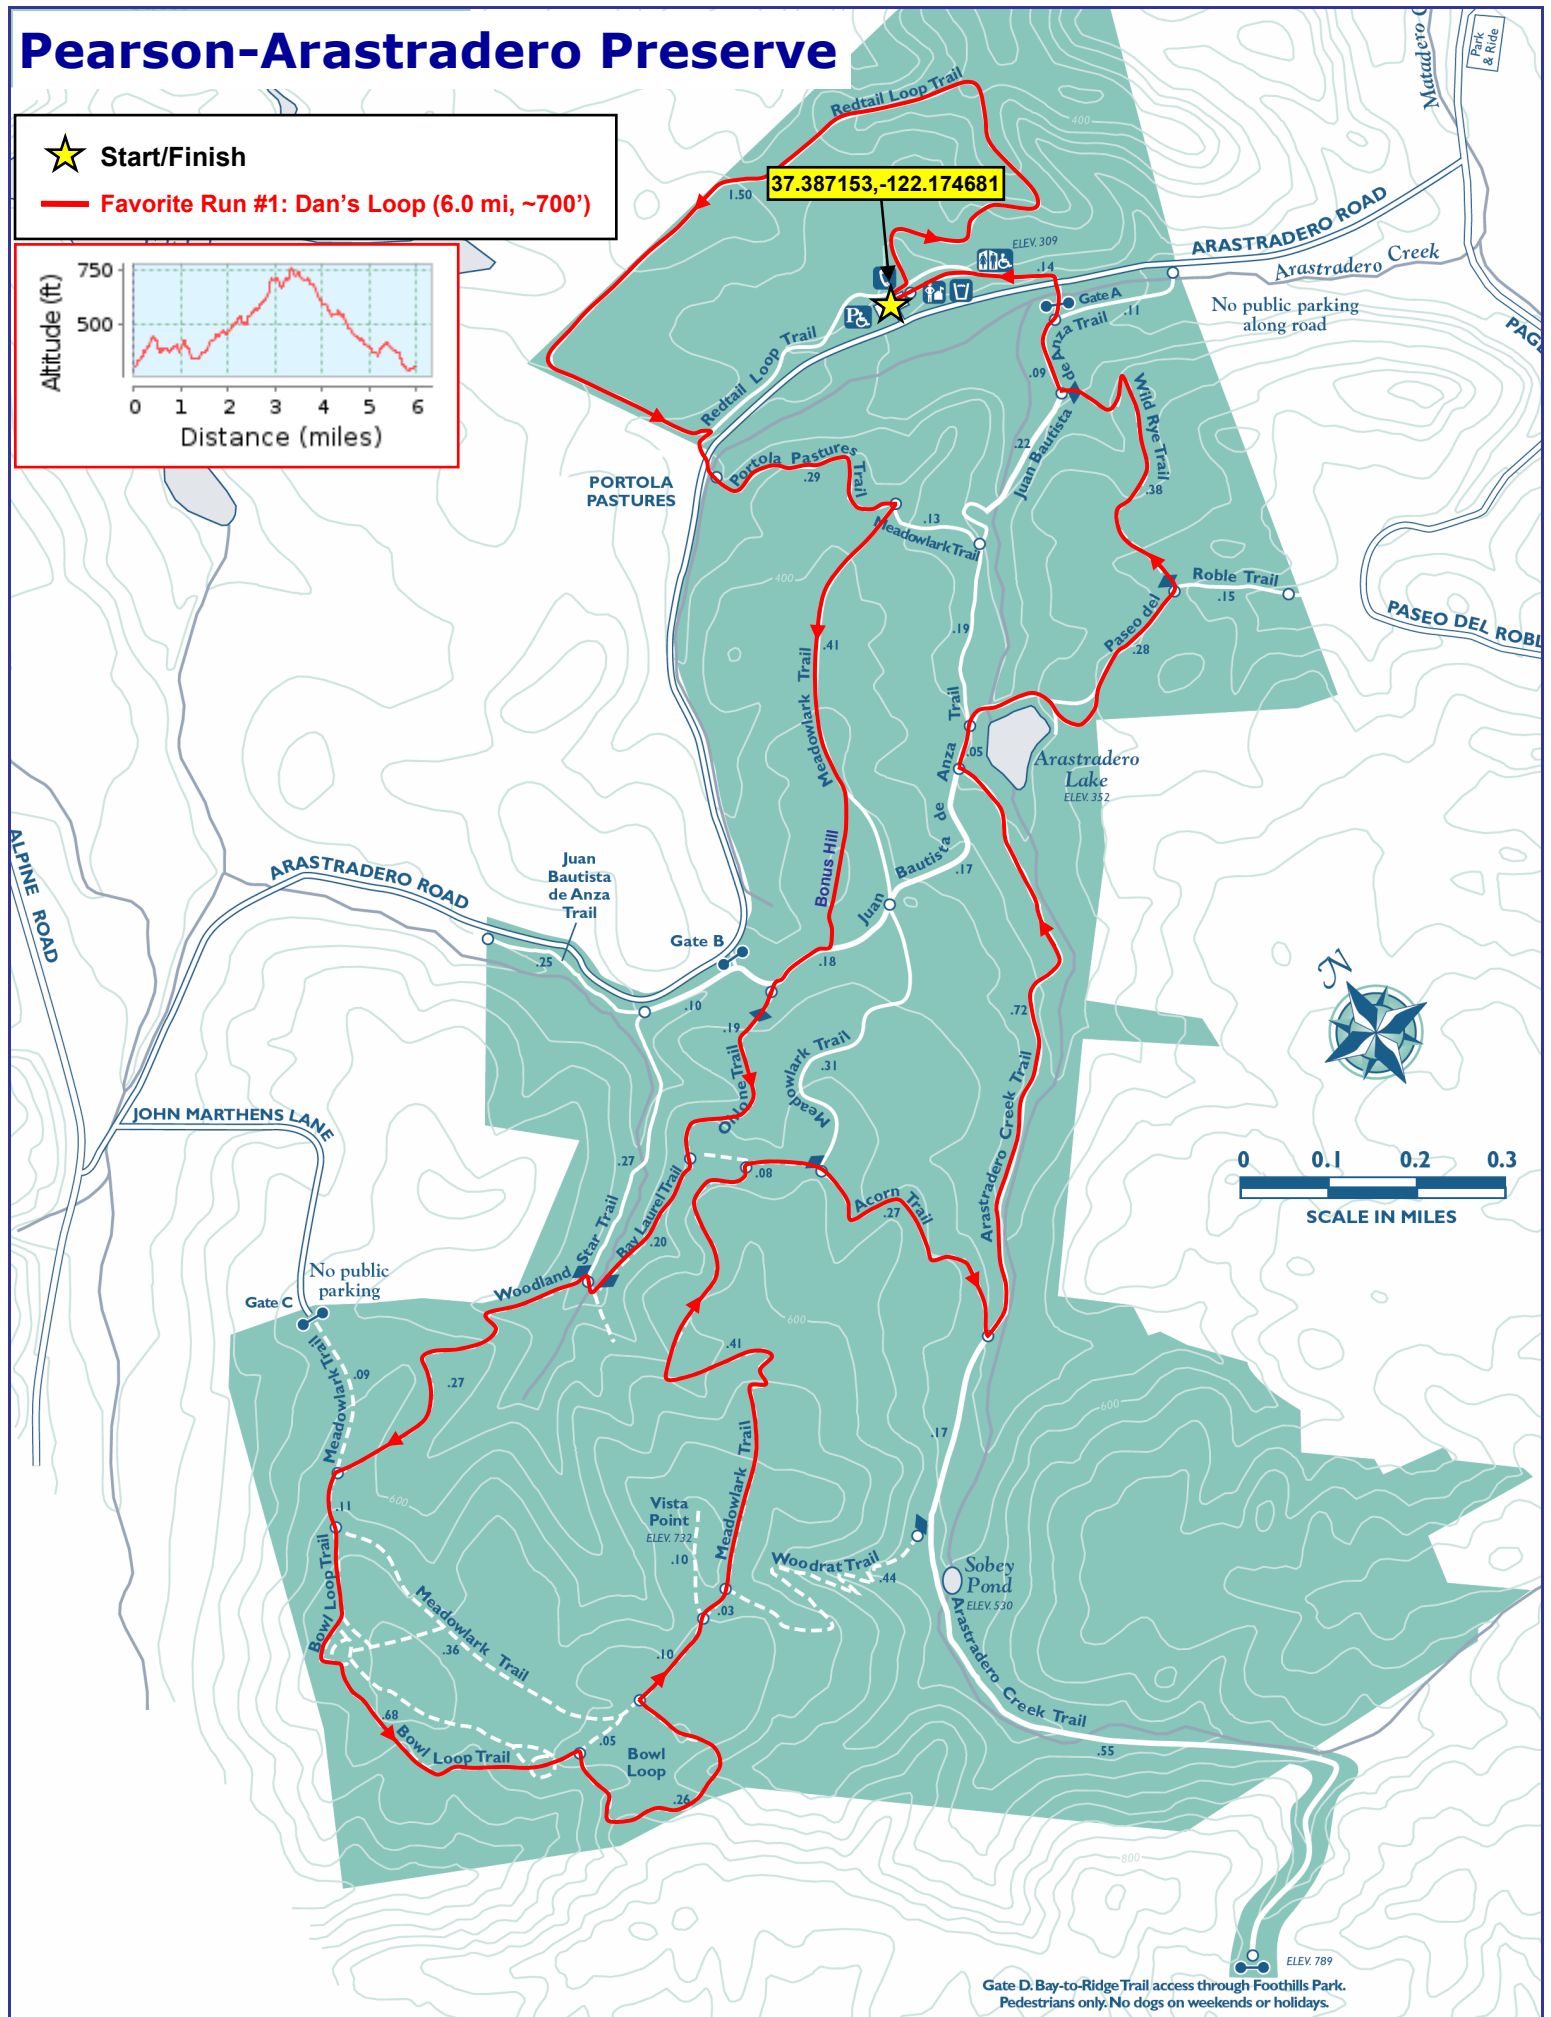 Pearson-Arastradero Preserve
Start/Finish
Favorite Run #1: Dan's Loop (6.0 mi, ~700')
750
500
Altitude (ft)
0 1 2 3 4 5 6
Distance (miles)
Redtail Loop Trail
400
1.50
37.387153,-122.174681
ELEV. 309
.14
Park
& Ride
ARASTRADERO ROAD
Arastradero Creek
No public parking
along road
Gate A
.11
de Anza Trail
.09
Redtail Loop Trail
Juan Bautista
.22
Wild Rye Trail
.38
PORTOLA
PASTURES
Portola Pastures
Trail
.29
Meadowlark Trail
.13
400
Roble Trail
.15
Paseo del
.28
PASEO DEL ROBL
.19
.41
Meadowlark Trail
Juan Bautista de Anza Trail
.05
Arastradero
Lake
ELEV. 352
.17
Bonus Hill
ALPINE ROAD
ARASTRADERO ROAD
Juan
Bautista
de Anza
Trail
.25
Gate B
.10
.18
.19
Ohlone Trail
Meadowlark Trail
.31
Meadowlark
.72
Arastradero Creek Trail
N
JOHN MARTHENS LANE
.27
Woodland Star Trail
Bay Laurel Trail
.20
.08
Acorn Trail
.27
0 0.1 0.2 0.3
SCALE IN MILES
No public
parking
Gate C
Meadowlark Trail
.09
.27
.41
600
600
.17
.11
600
Bowl Loop Trail
Vista
Point
ELEV. 732
.10
Meadowlark Trail
.03
Woodrat Trail
.44
Sobey
Pond
ELEV. 530
Meadowlark Trail
.36
.10
.68
Bowl Loop Trail
.05
Bowl
Loop
.26
Arastradero Creek Trail
.55
800
ELEV. 789
Gate D. Bay-to-Ridge Trail access through Foothills Park.
Pedestrians only. No dogs on weekends or holidays.